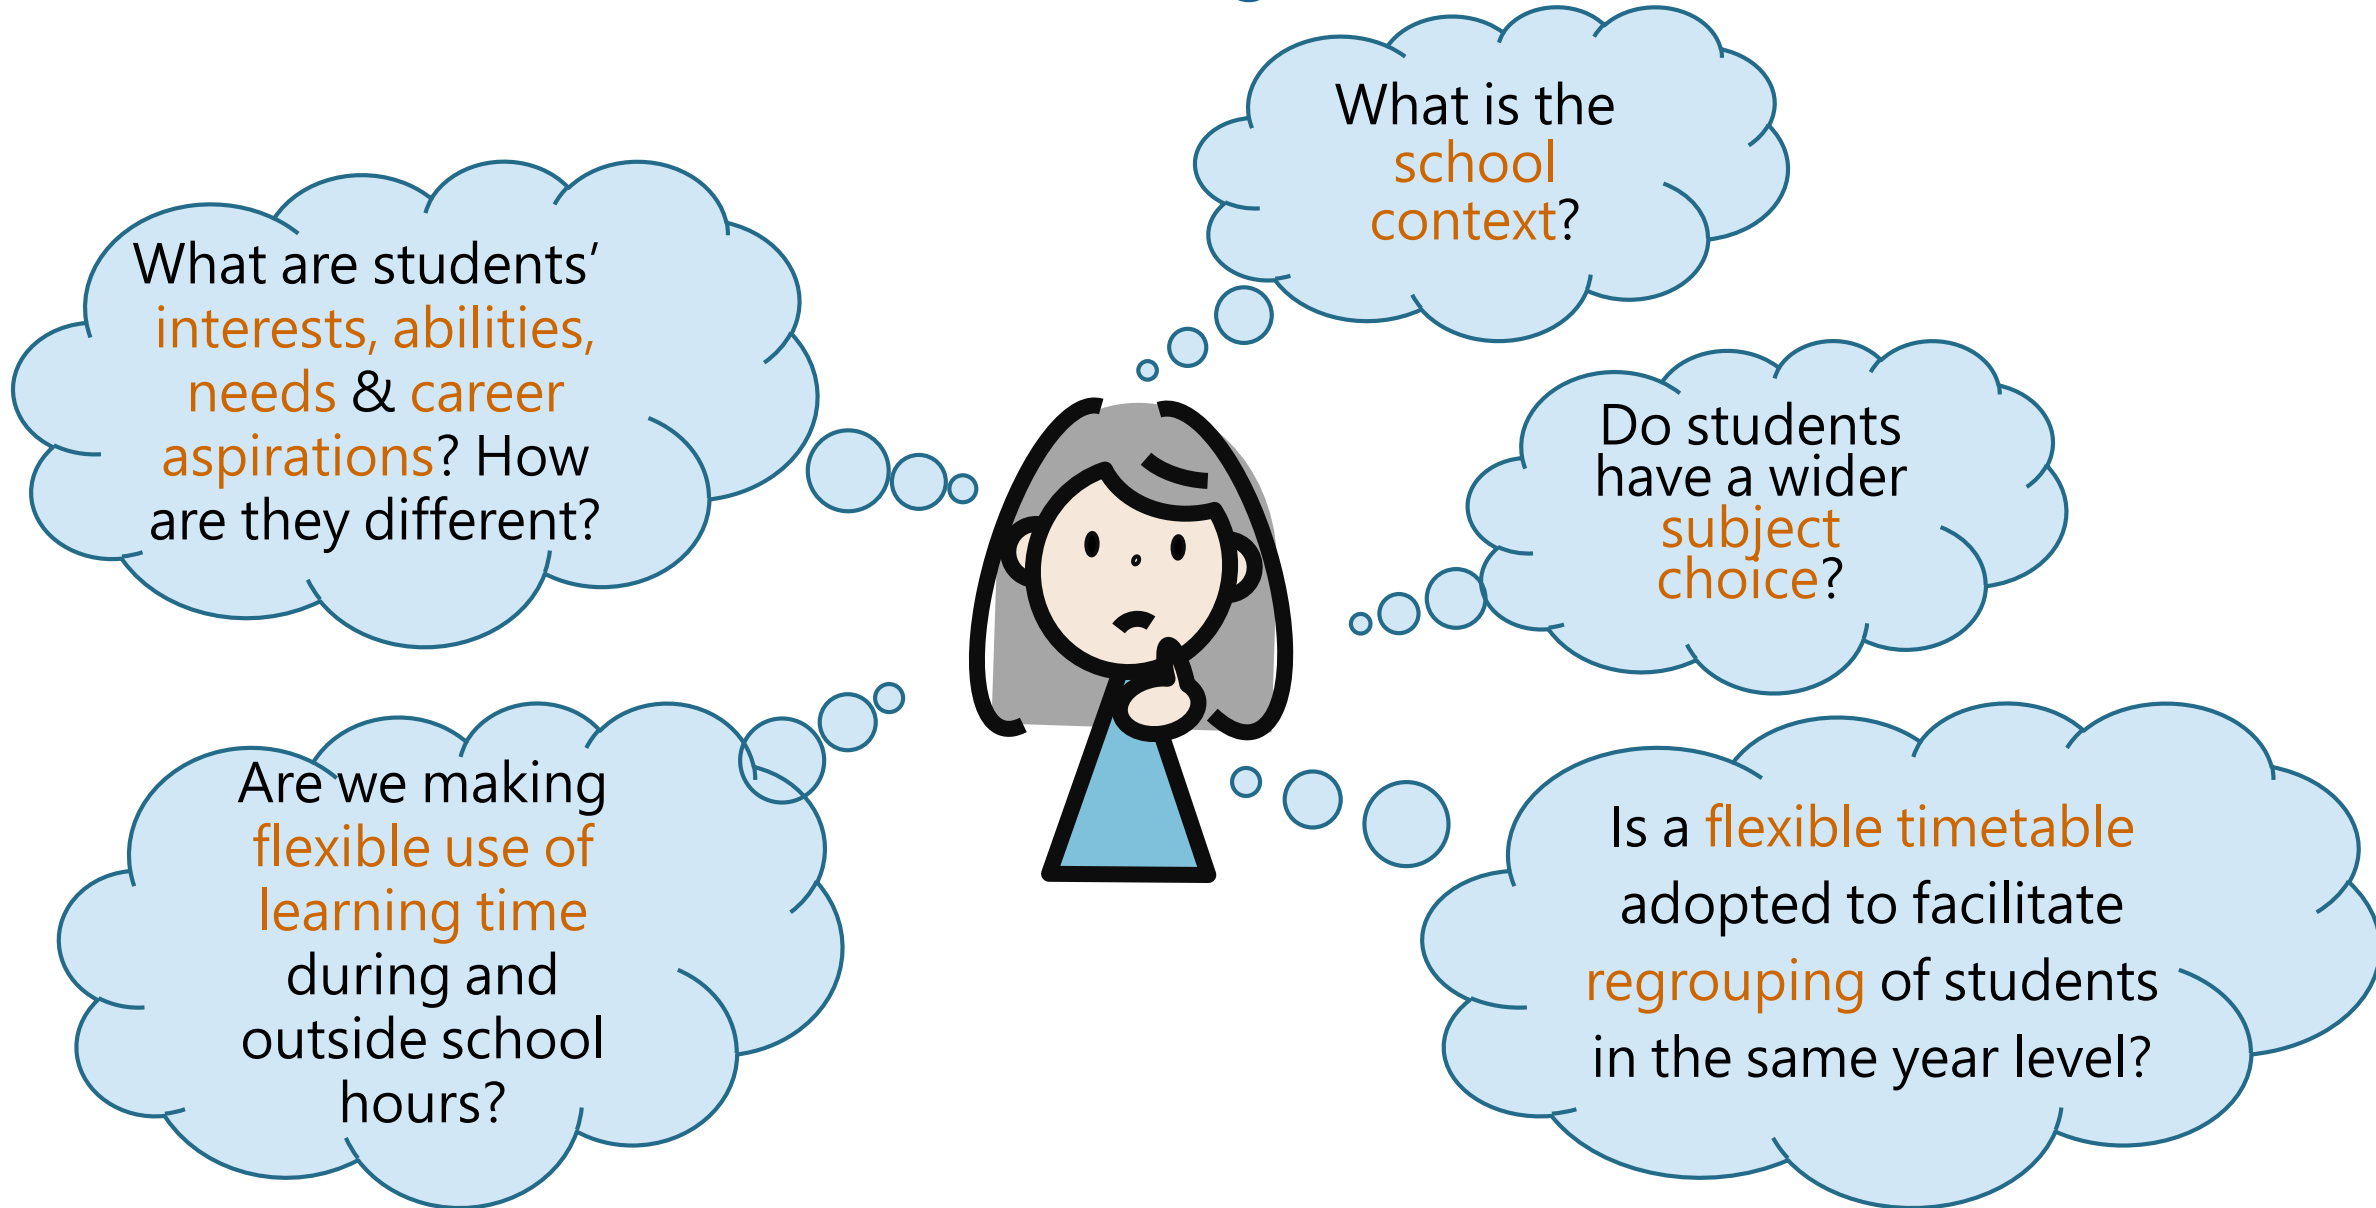 What is the
school
context?
What are students’
interests, abilities,
needs & career
aspirations? How
are they different?
Do students
have a wider
subject
choice?
Are we making
flexible use of
learning time
during and
outside school
hours?
Is a flexible timetable
adopted to facilitate
regrouping of students
in the same year level?